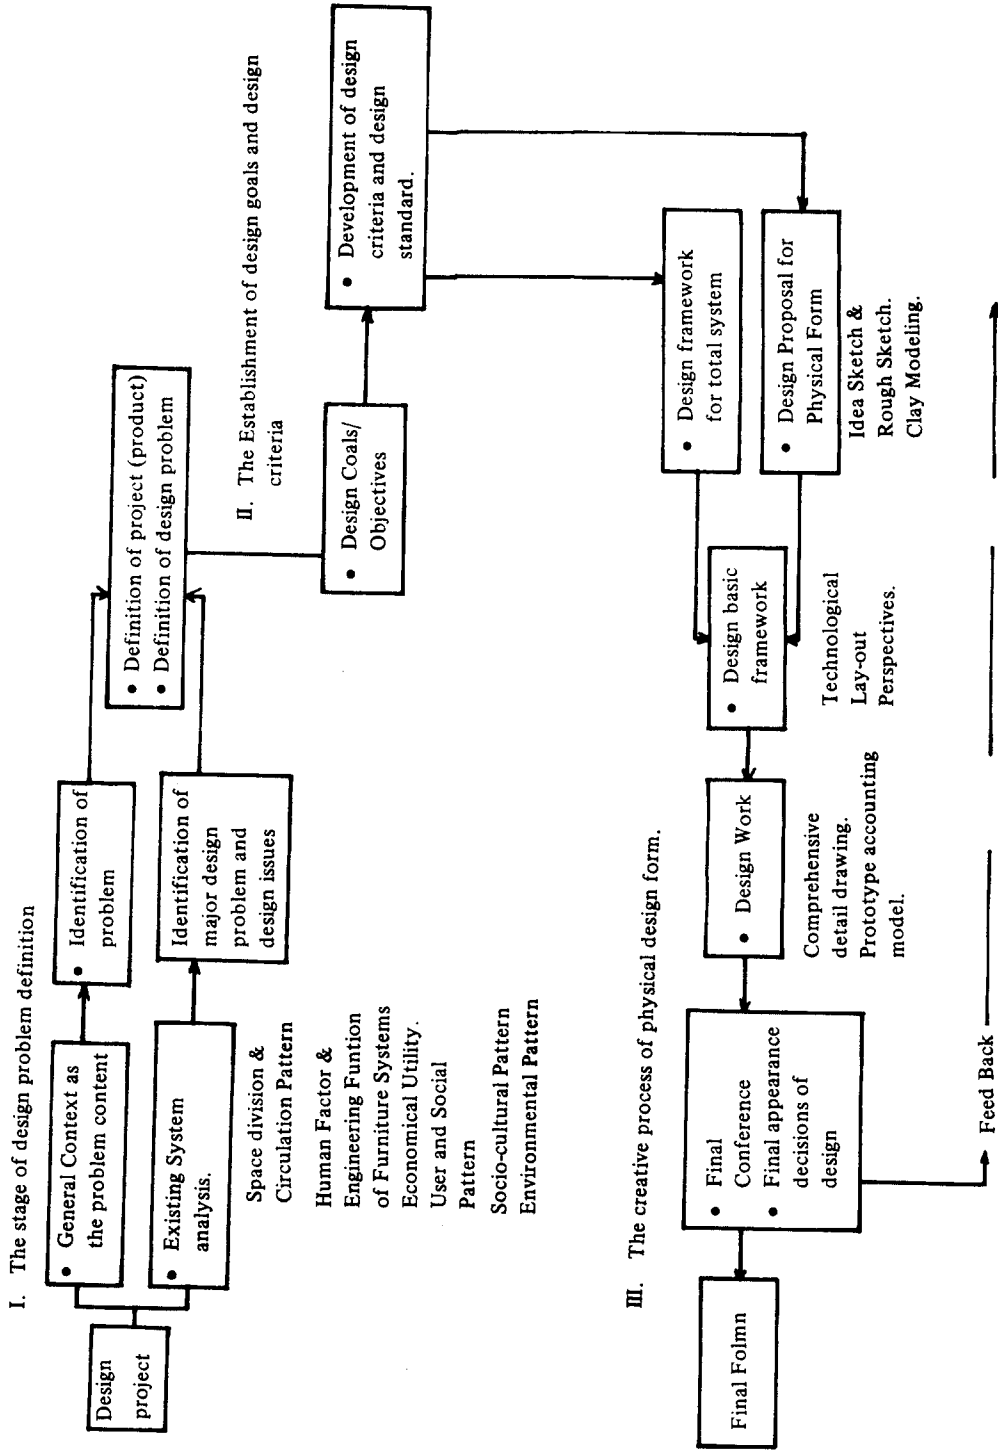 I. The stage of design problem definition
Design
project
• General Context as
the problem content
• Existing System
analysis.
Space division &
Circulation Pattern
Human Factor &
Engineering Funtion
of Furniture Systems
Economical Utility.
User and Social
Pattern
Socio-cultural Pattern
Environmental Pattern
• Identification of
problem
Identification of
major design
problem and
design issues
• Definition of project (product)
• Definition of design problem
II. The Establishment of design goals and design
criteria
• Design Coals/
Objectives
• Development of design
criteria and design
standard.
III. The creative process of physical design form.
• Design framework
for total system
• Design Proposal for
Physical Form
Idea Sketch &
Rough Sketch.
Clay Modeling.
• Design basic
framework
Technological
Lay-out
Perspectives.
• Design Work
Comprehensive
detail drawing.
Prototype accounting
model.
• Final
Conference
• Final appearance
decisions of
design
Final Folmn
Feed Back